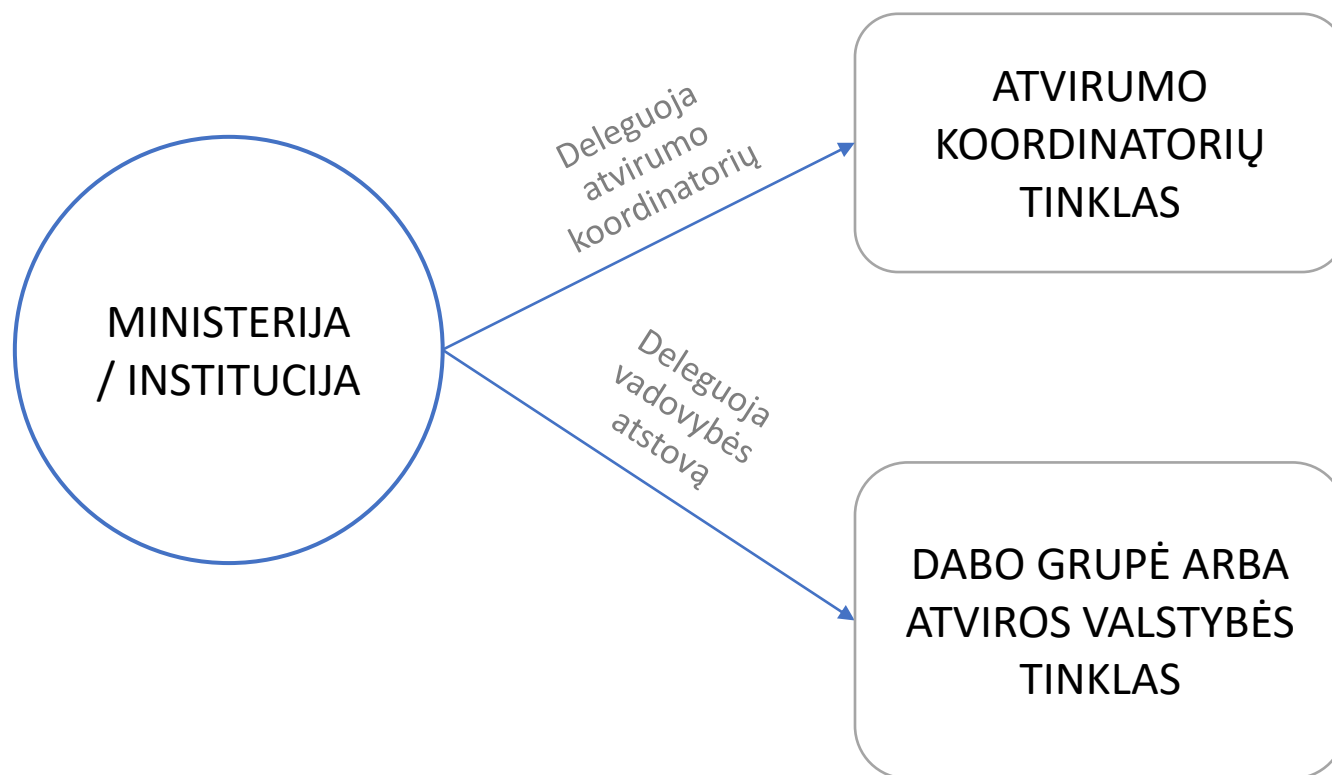 MINISTERIJA
/ INSTITUCIJA
Deleguoja
atvirumo
koordinatorių
ATVIRUMO
KOORDINATORIŲ
TINKLAS
Deleguoja
vadovybės
atstovą
DABO GRUPĖ ARBA
ATVIROS VALSTYBĖS
TINKLAS